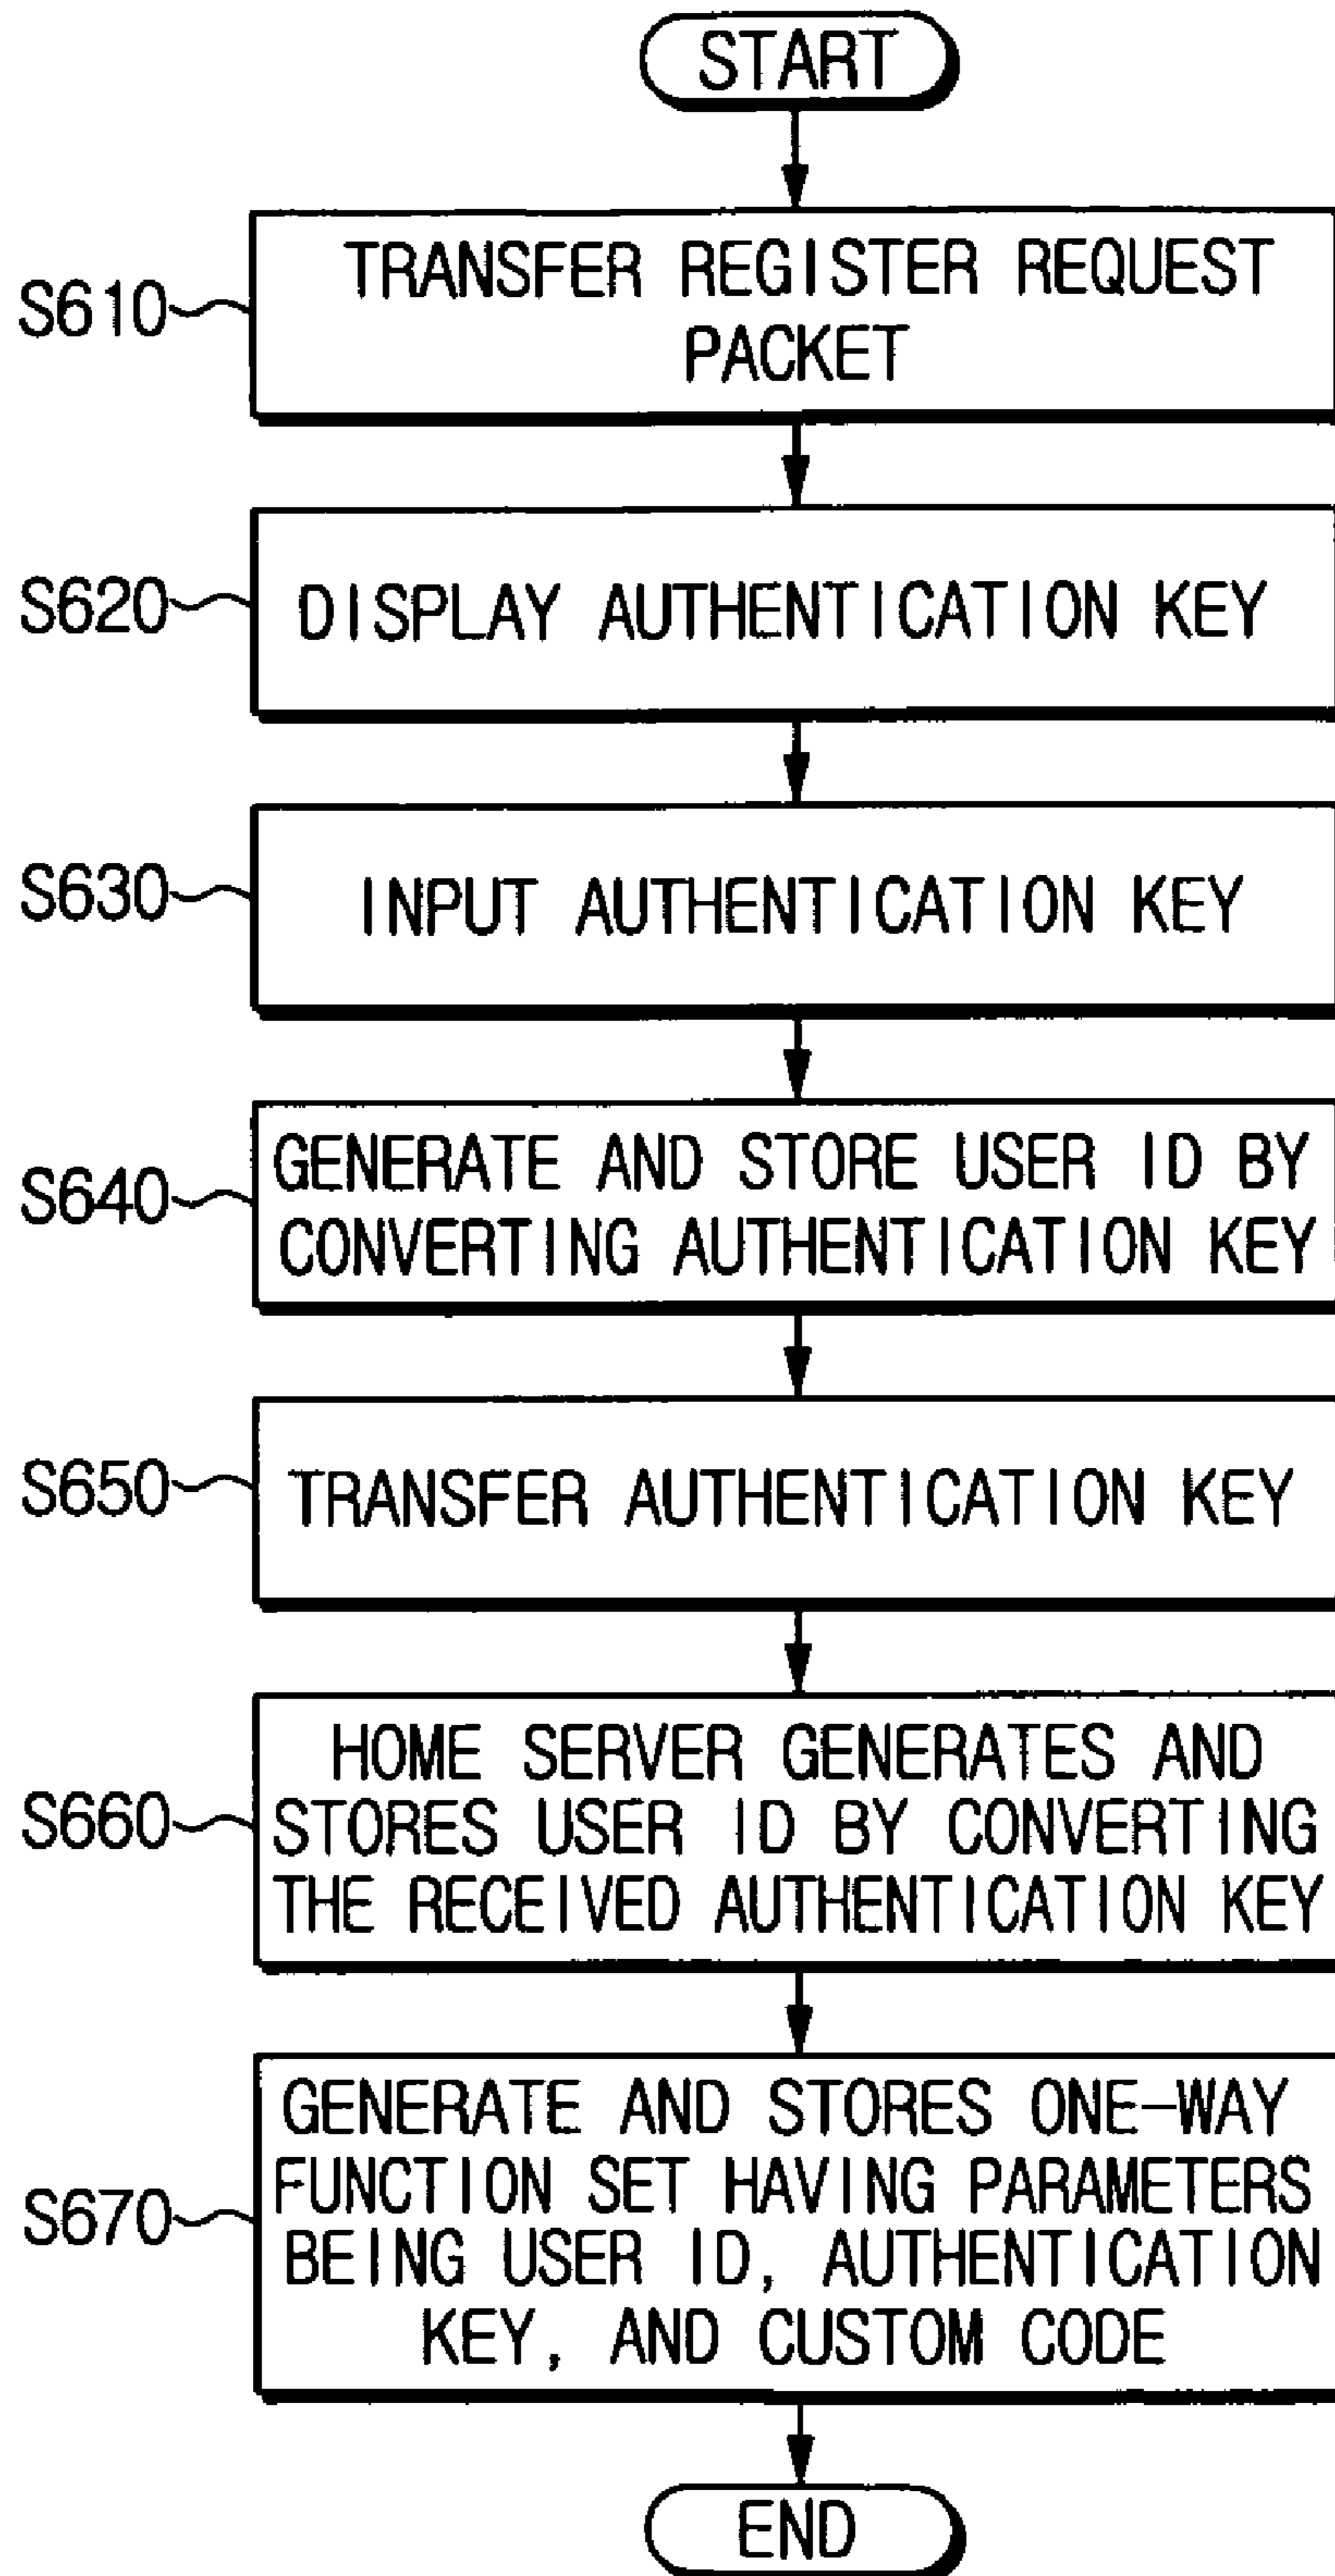 START
S610
TRANSFER REGISTER REQUEST
PACKET
S620
DISPLAY AUTHENTICATION KEY
S630
INPUT AUTHENTICATION KEY
S640
GENERATE AND STORE USER ID BY
CONVERTING AUTHENTICATION KEY
S650
TRANSFER AUTHENTICATION KEY
S660
HOME SERVER GENERATES AND
STORES USER ID BY CONVERTING
THE RECEIVED AUTHENTICATION KEY
S670
GENERATE AND STORES ONE-WAY
FUNCTION SET HAVING PARAMETERS
BEING USER ID, AUTHENTICATION
KEY, AND CUSTOM CODE
END